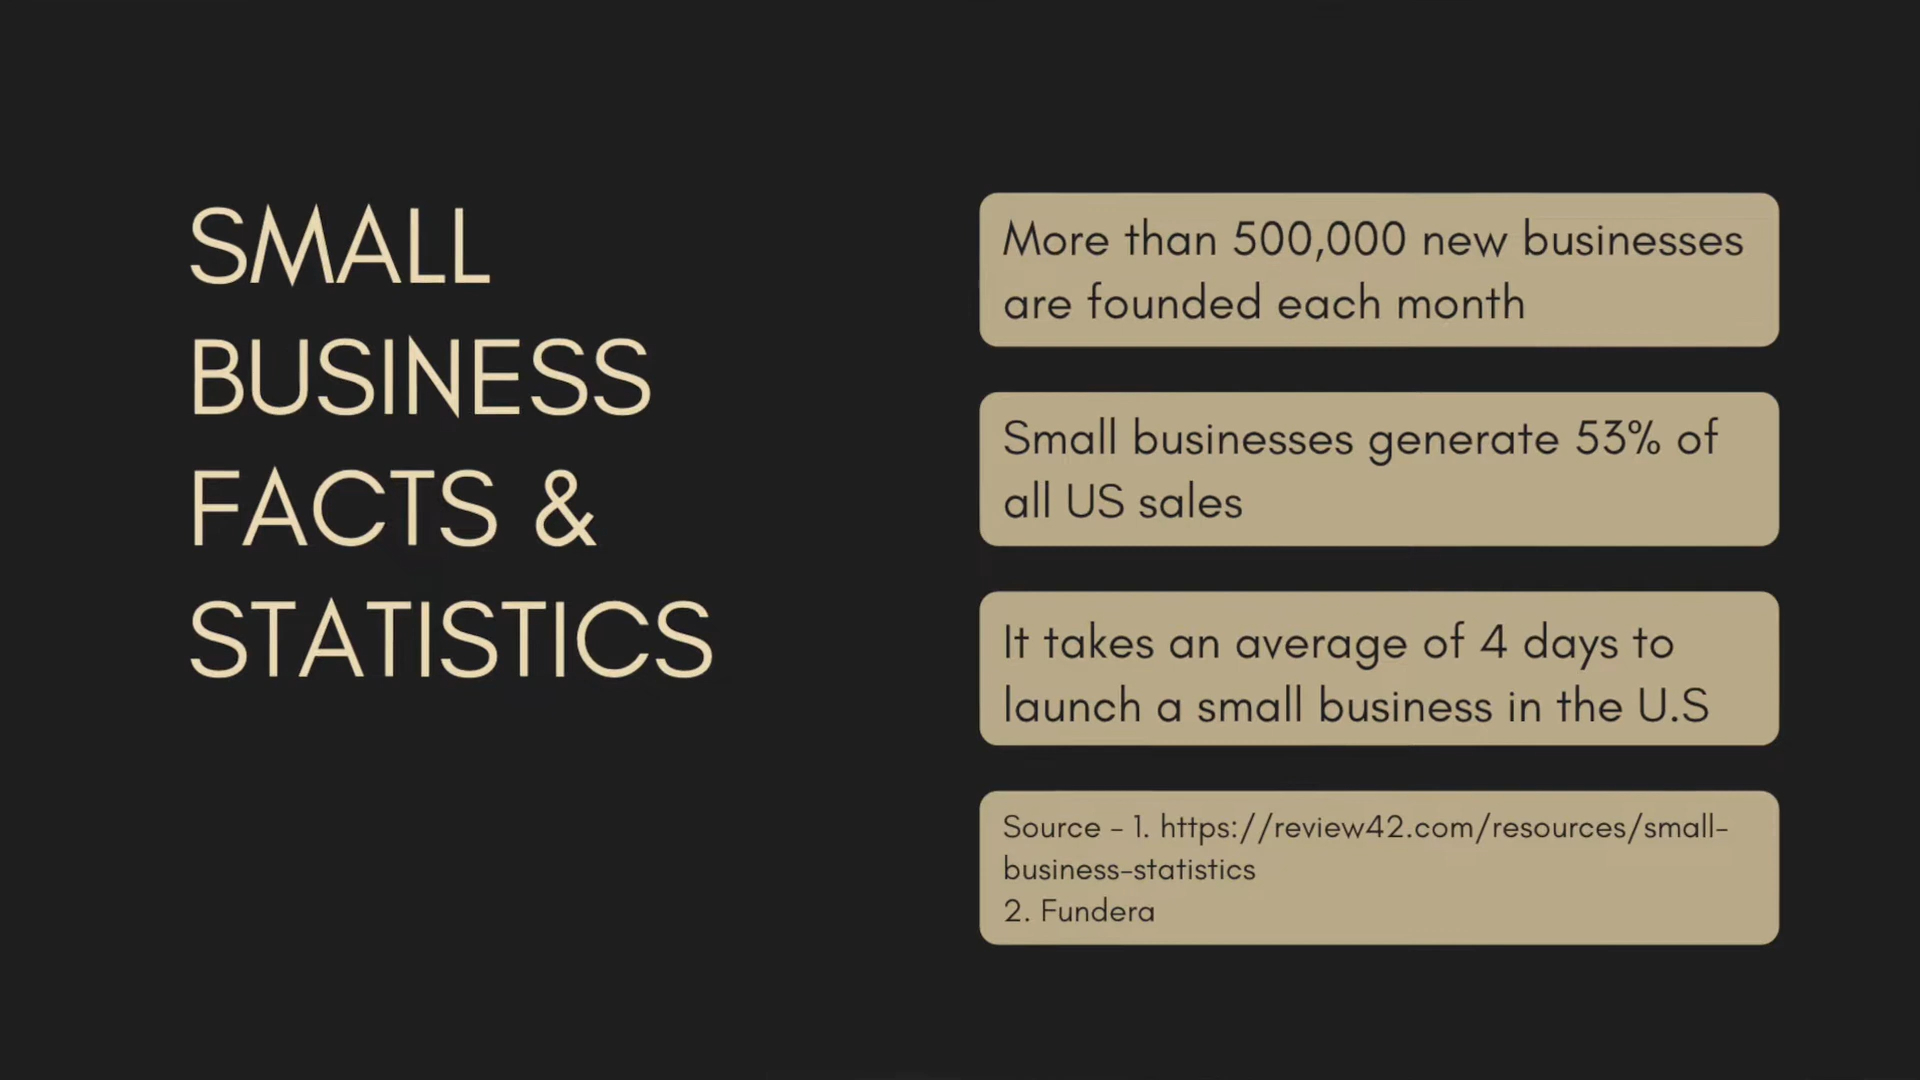 SMALL
BUSINESS
FACTS &
STATISTICS
More than 500,000 new businesses
are founded each month
Small businesses generate 53% of
all US sales
It takes an average of 4 days to
launch a small business in the U.S
Source - 1. https://review42.com/resources/small-
business-statistics
2. Fundera